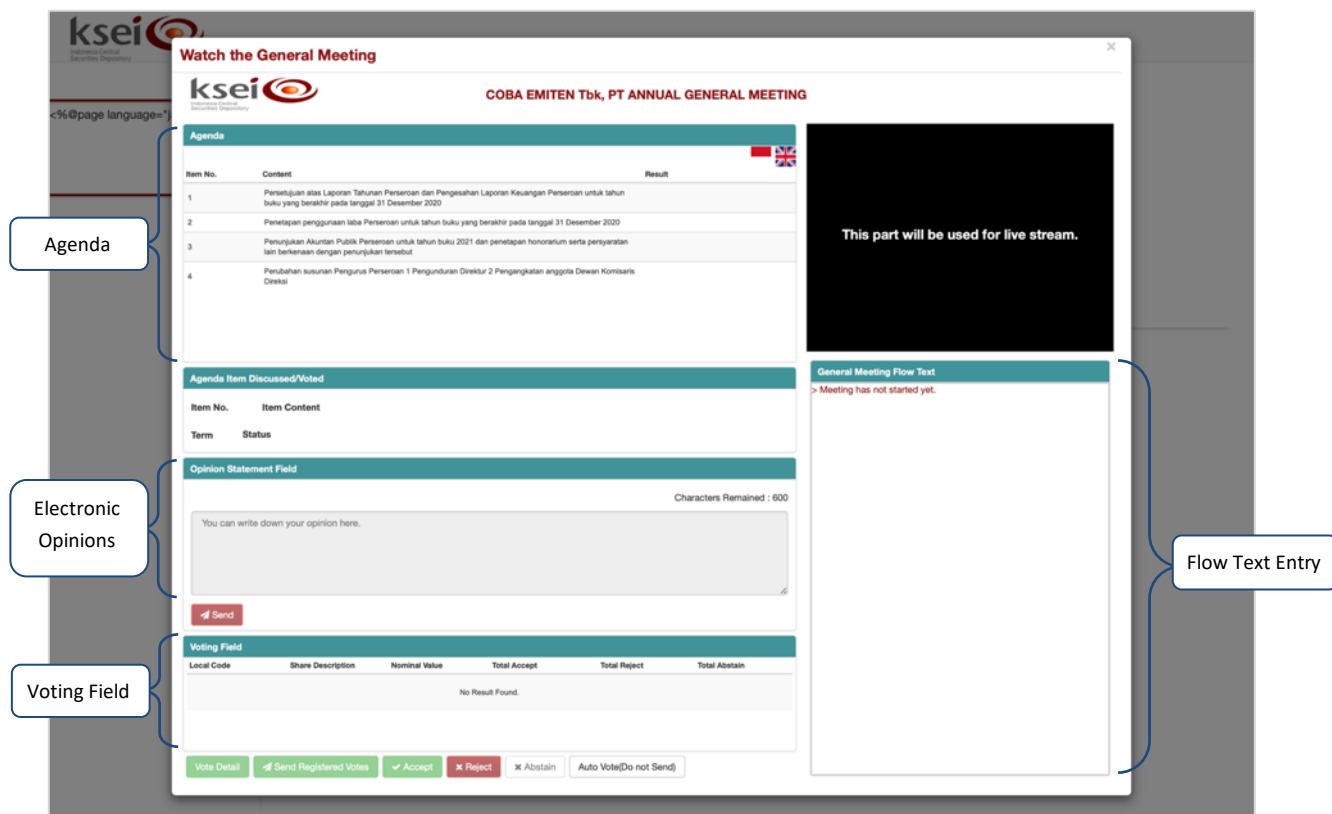 ksei
Indonesia Central
Securities Depository
<%@page language="j
Watch the General Meeting
×
ksei
Indonesia Central
Securities Depository
COBA EMITEN Tbk, PT ANNUAL GENERAL MEETING
Agenda
Agenda
Item No. Content Result
1 Persetujuan atas Laporan Tahunan Perseroan dan Pengesahan Laporan Keuangan Perseroan untuk tahun
buku yang berakhir pada tanggal 31 Desember 2020
2 Penetapan penggunaan laba Perseroan untuk tahun buku yang berakhir pada tanggal 31 Desember 2020
3 Penunjukan Akuntan Publik Perseroan untuk tahun buku 2021 dan penetapan honorarium serta persyaratan
lain berkenaan dengan penunjukan tersebut
4 Perubahan susunan Pengurus Perseroan 1 Pengunduran Direktur 2 Pengangkatan anggota Dewan Komisaris
Direksi
This part will be used for live stream.
Agenda Item Discussed/Voted
Item No. Item Content
Term Status
General Meeting Flow Text
> Meeting has not started yet.
Flow Text Entry
Electronic
Opinions
Opinion Statement Field
Characters Remained : 600
You can write down your opinion here.
Send
Voting Field
Voting Field
Local Code Share Description Nominal Value Total Accept Total Reject Total Abstain
No Result Found.
Vote Detail Send Registered Votes Accept Reject Abstain Auto Vote(Do not Send)